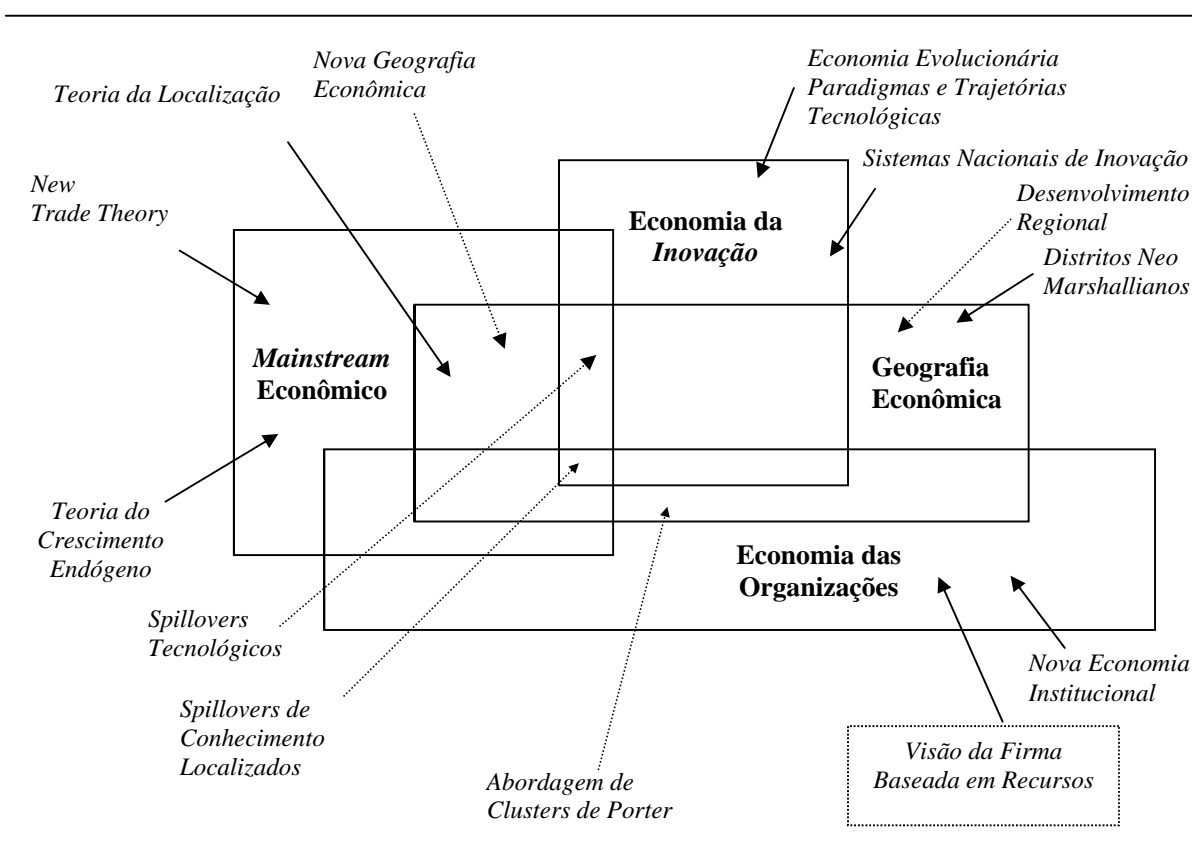 Nova Geografia
Econômica
Teoria da Localização
Economia Evolucionária
Paradigmas e Trajetórias
Tecnológicas
Sistemas Nacionais de Inovação
New
Trade Theory
Desenvolvimento
Regional
Distritos Neo
Marshallianos
Economia da
Inovação
Mainstream
Econômico
Geografia
Econômica
Teoria do
Crescimento
Endógeno
Economia das
Organizações
Spillovers
Tecnológicos
Spillovers de
Conhecimento
Localizados
Abordagem de
Clusters de Porter
Nova Economia
Institucional
Visão da Firma
Baseada em Recursos